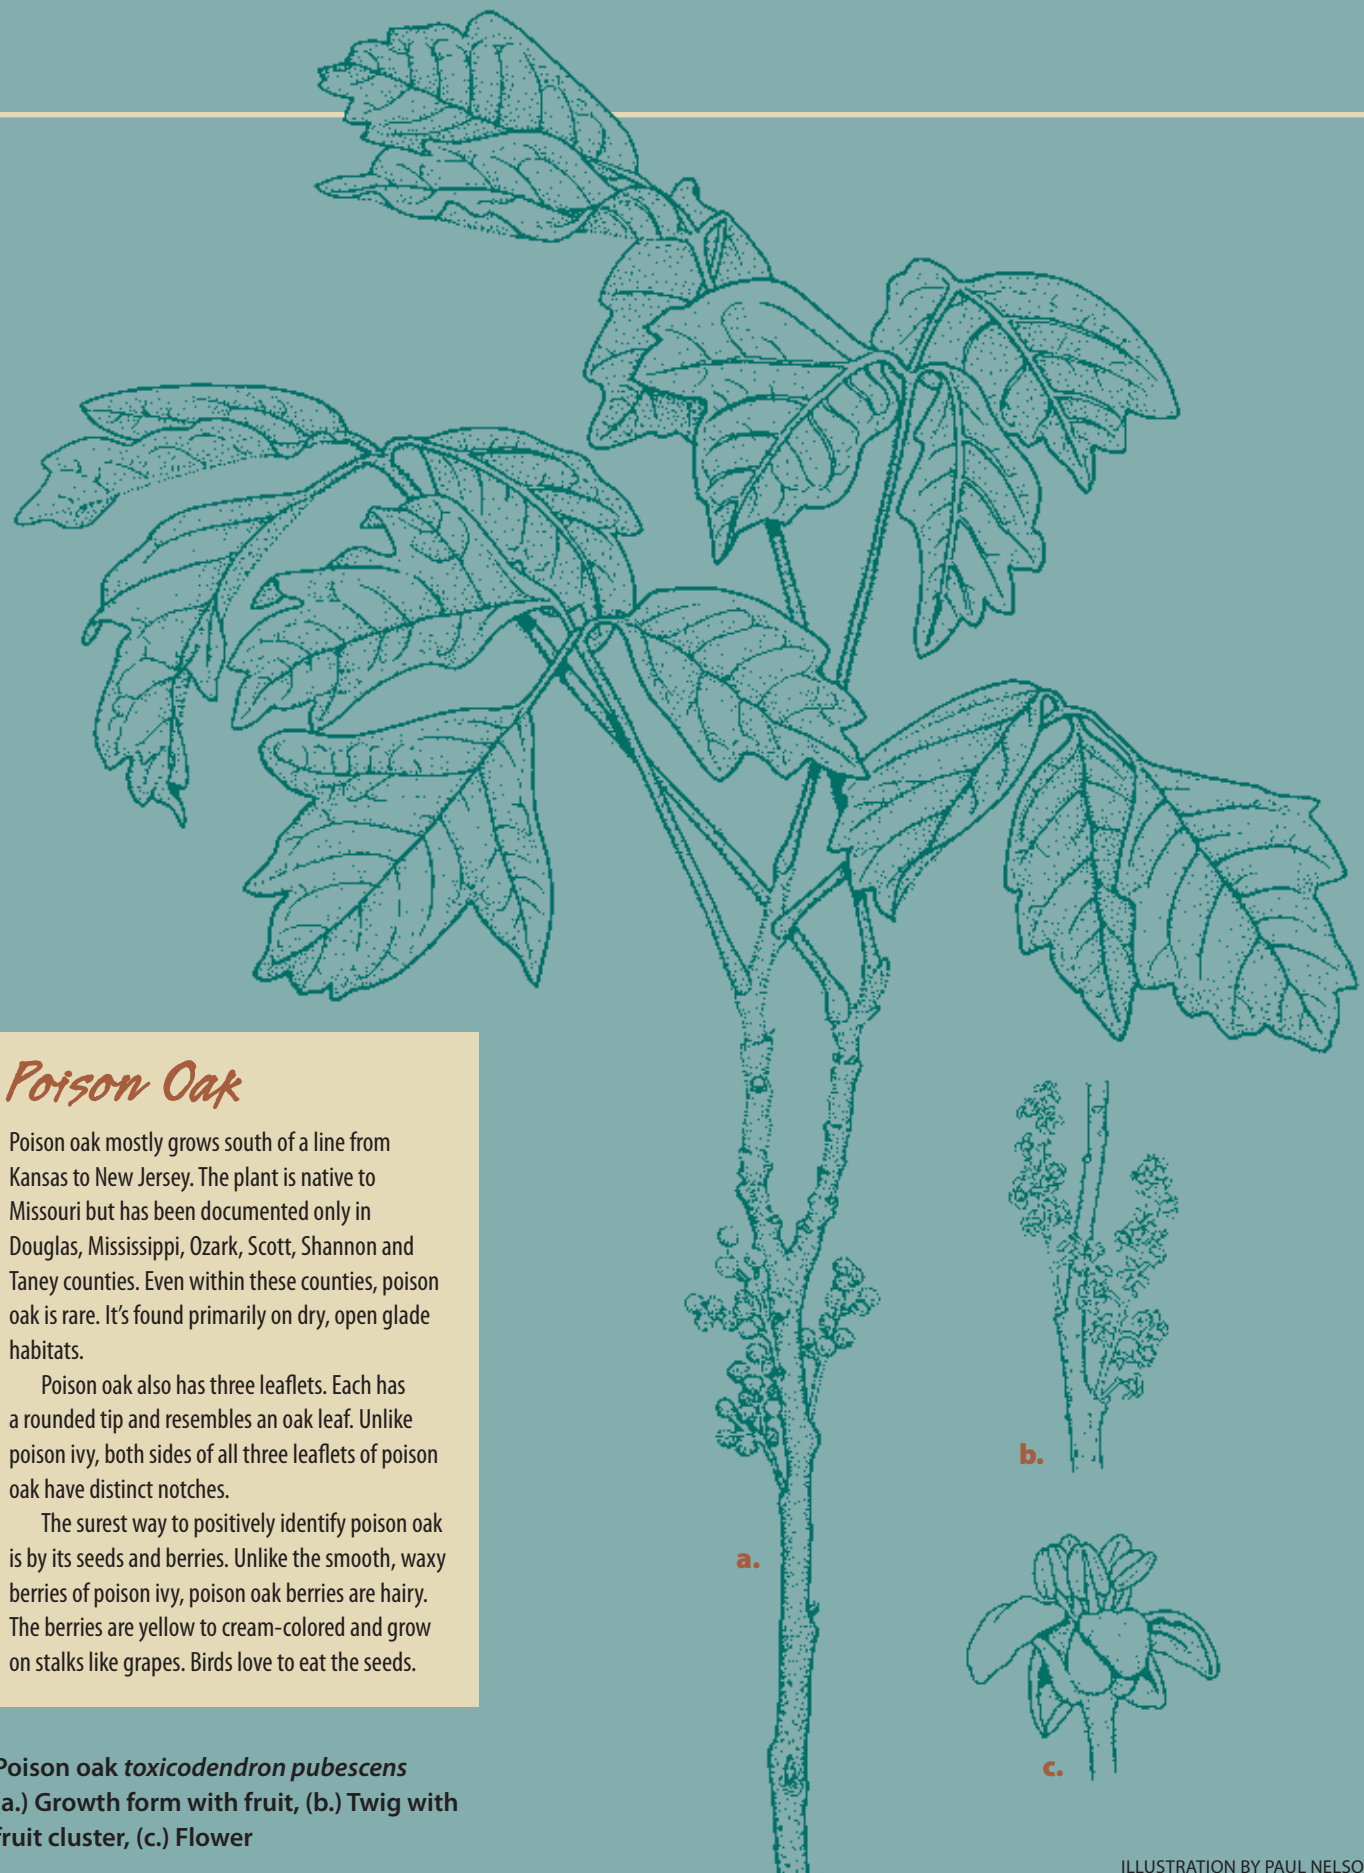 Poison Oak
Poison oak mostly grows south of a line from
Kansas to New Jersey. The plant is native to
Missouri but has been documented only in
Douglas, Mississippi, Ozark, Scott, Shannon and
Taney counties. Even within these counties, poison
oak is rare. It’s found primarily on dry, open glade
habitats.
Poison oak also has three leaflets. Each has
a rounded tip and resembles an oak leaf. Unlike
poison ivy, both sides of all three leaflets of poison
oak have distinct notches.
The surest way to positively identify poison oak
is by its seeds and berries. Unlike the smooth, waxy
berries of poison ivy, poison oak berries are hairy.
The berries are yellow to cream-colored and grow
on stalks like grapes. Birds love to eat the seeds.
a.
b.
c.
Poison oak toxicodendron pubescens
a.) Growth form with fruit, (b.) Twig with
fruit cluster, (c.) Flower
ILLUSTRATION BY PAUL NELSO